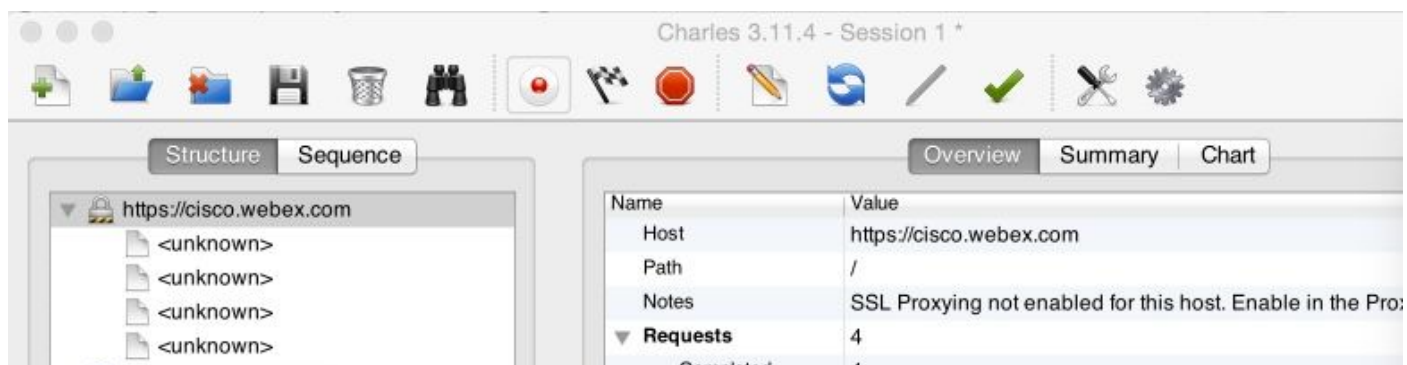 Charles 3.11.4 - Session 1 *
Structure Sequence
Overview Summary Chart
https://cisco.webex.com
<unknown>
<unknown>
<unknown>
<unknown>
Name Value
Host https://cisco.webex.com
Path /
Notes SSL Proxying not enabled for this host. Enable in the
Requests 4